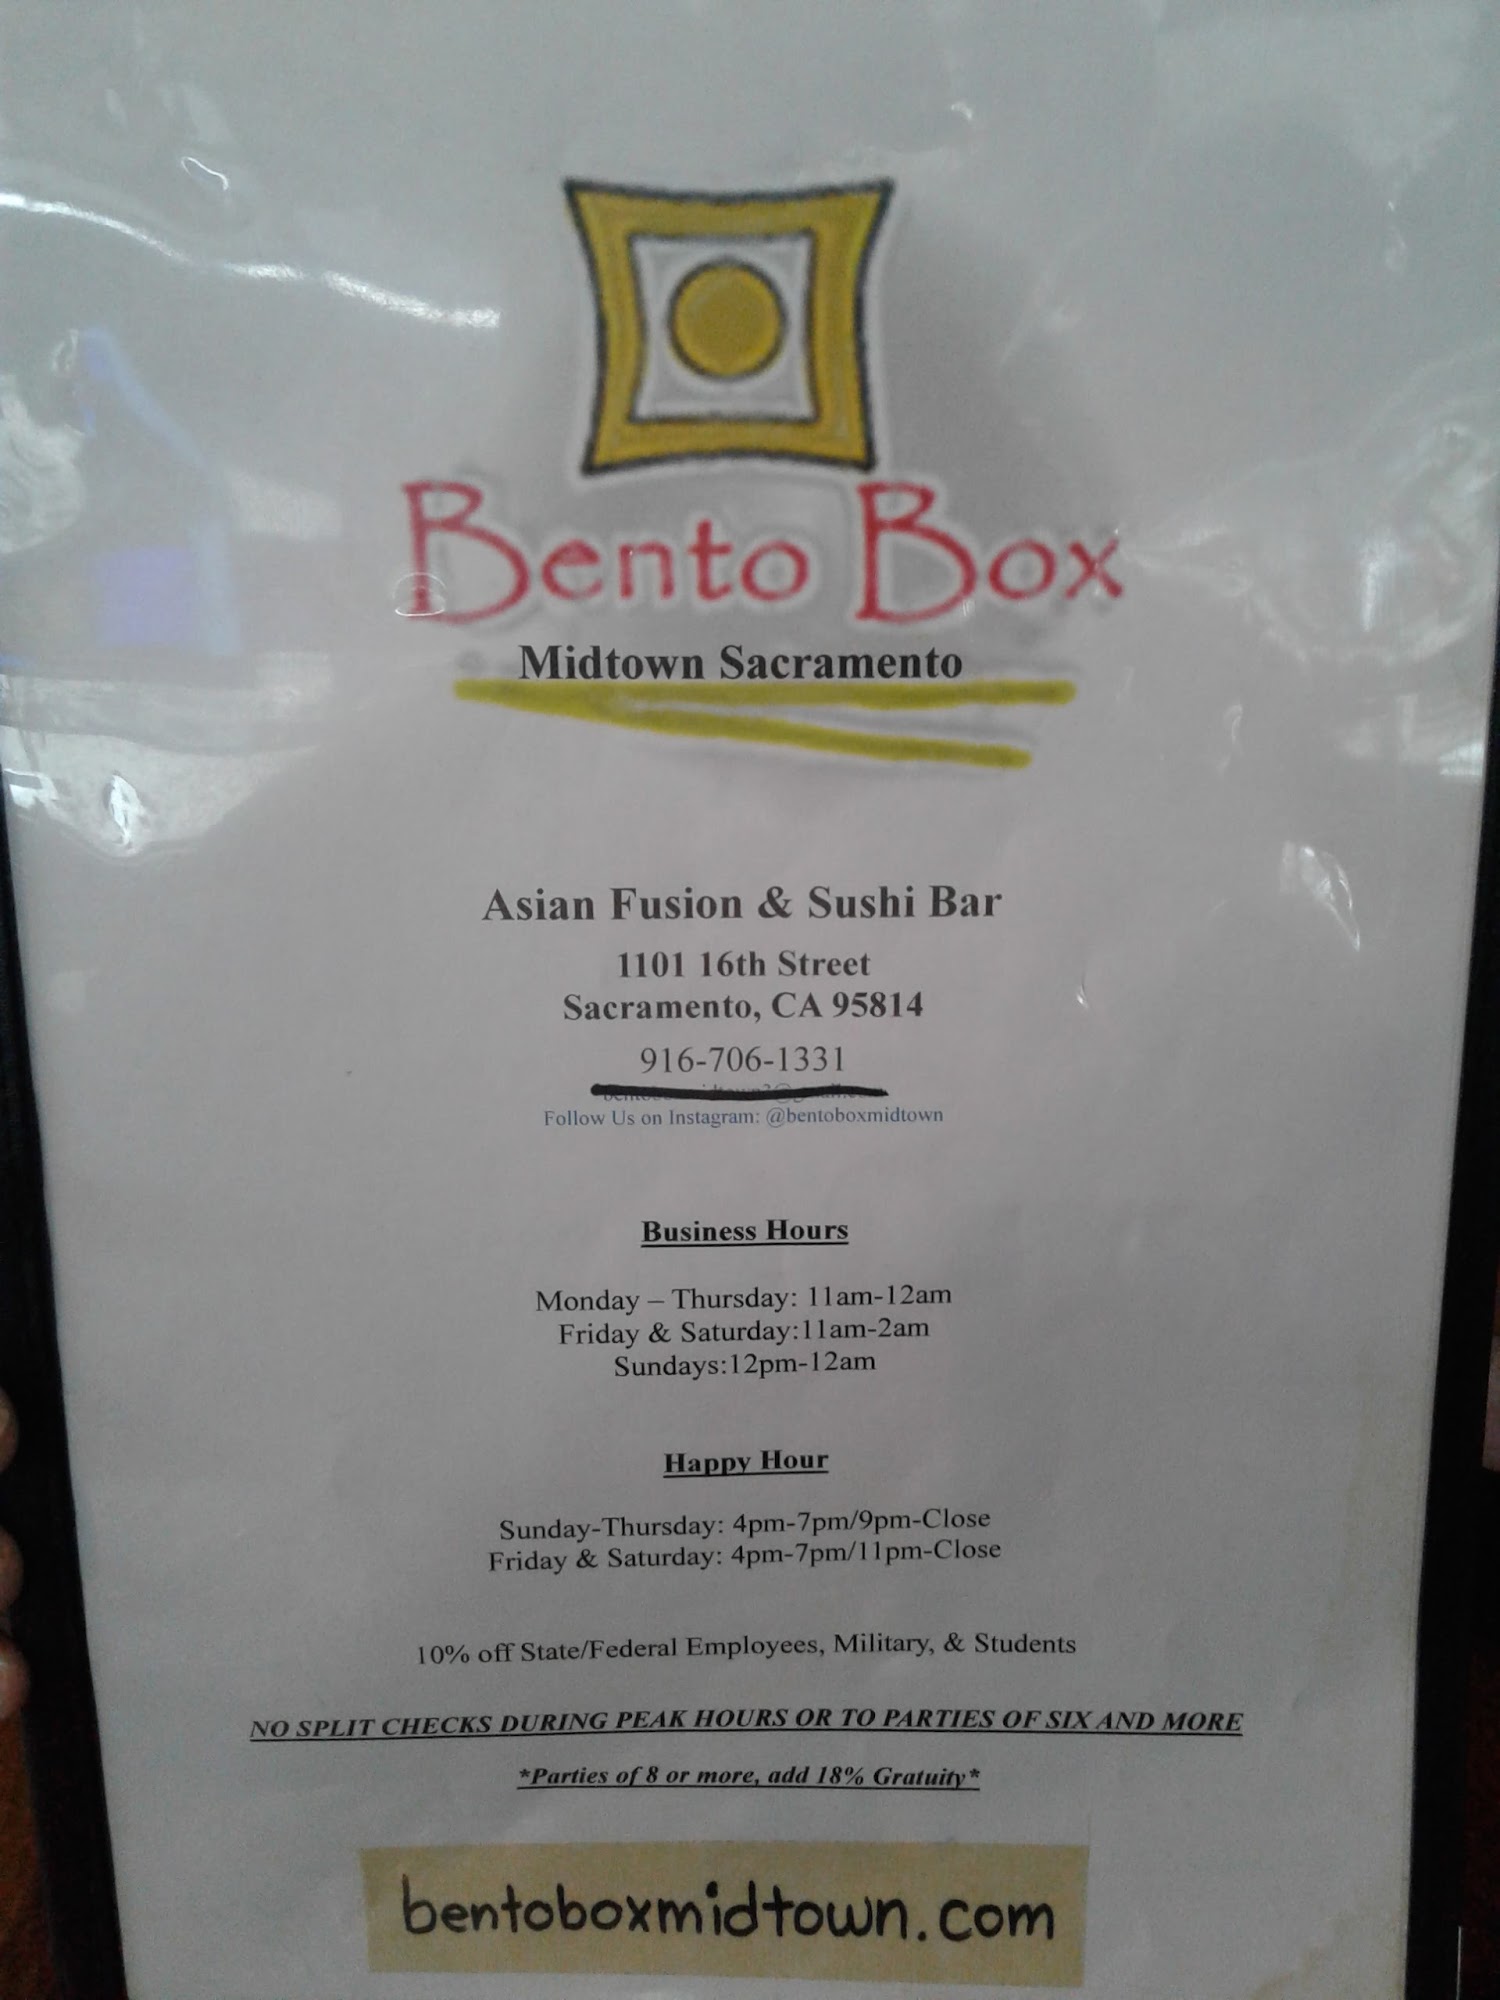 Bento Box
Midtown Sacramento
Asian Fusion & Sushi Bar
1101 16th Street
Sacramento, CA 95814
916-706-1331
Follow Us on Instagram: @bentoboxmidtown
Business Hours
Monday – Thursday: 11am-12am
Friday & Saturday:11am-2am
Sundays:12pm-12am
Happy Hour
Sunday-Thursday: 4pm-7pm/9pm-Close
Friday & Saturday: 4pm-7pm/11pm-Close
10% off State/Federal Employees, Military, & Students
NO SPLIT CHECKS DURING PEAK HOURS OR TO PARTIES OF SIX AND MORE
*Parties of 8 or more, add 18% Gratuity*
bentoboxmidtown.com